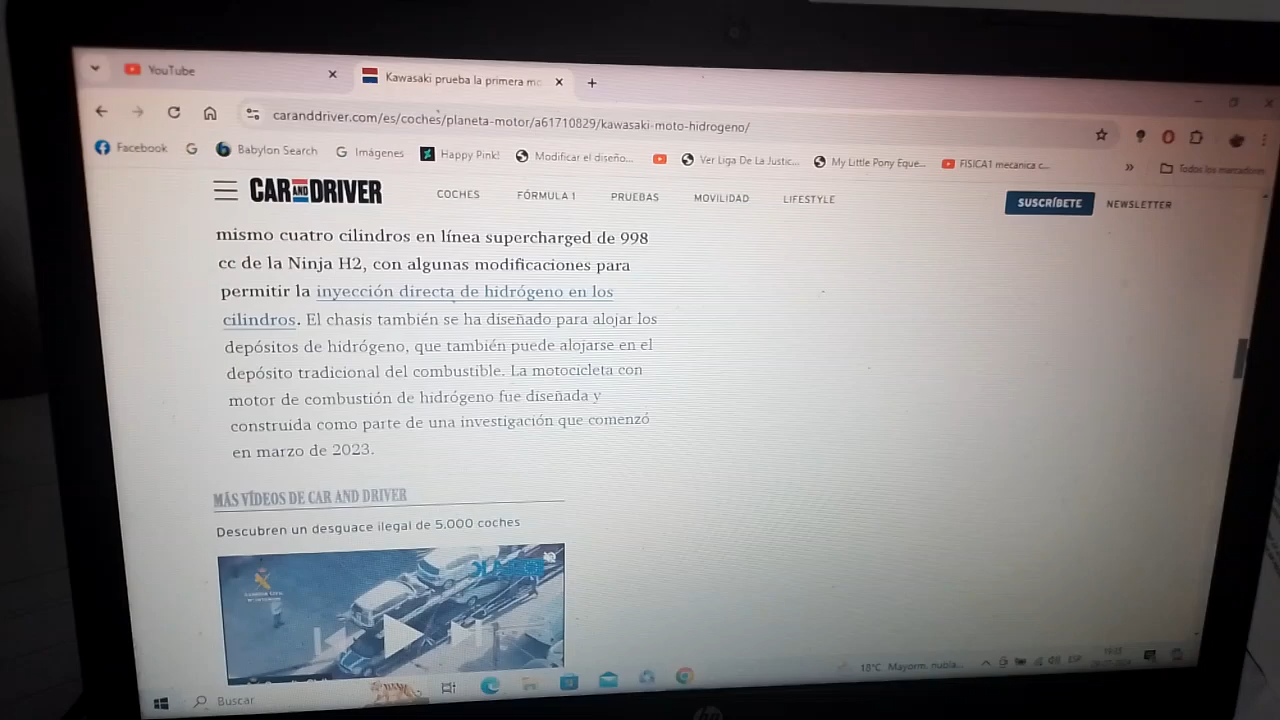 YouTube
Kawasaki prueba la primera mo
caranddriver.com/es/coches/planeta-motor/a61710829/kawasaki-moto-hidrogeno/
Facebook
Babylon Search
Imágenes
Happy Pink!
Modificar el diseño...
Ver Liga De La Justic...
My Little Pony Eque...
FISICA1 mecanica c...
Todos los marcadores
CAR AND DRIVER
COCHES
FÓRMULA 1
PRUEBAS
MOVILIDAD
LIFESTYLE
SUSCRÍBETE
NEWSLETTER
mismo cuatro cilindros en línea supercharged de 998
cc de la Ninja H2, con algunas modificaciones para
permitir la inyección directa de hidrógeno en los
cilindros. El chasis también se ha diseñado para alojar los
depósitos de hidrógeno, que también puede alojarse en el
depósito tradicional del combustible. La motocicleta con
motor de combustión de hidrógeno fue diseñada y
construida como parte de una investigación que comenzó
en marzo de 2023.
MÁS VÍDEOS DE CAR AND DRIVER
Descubren un desguace ilegal de 5.000 coches
Buscar
18°C Mayorm. nubla...
ESP
hp